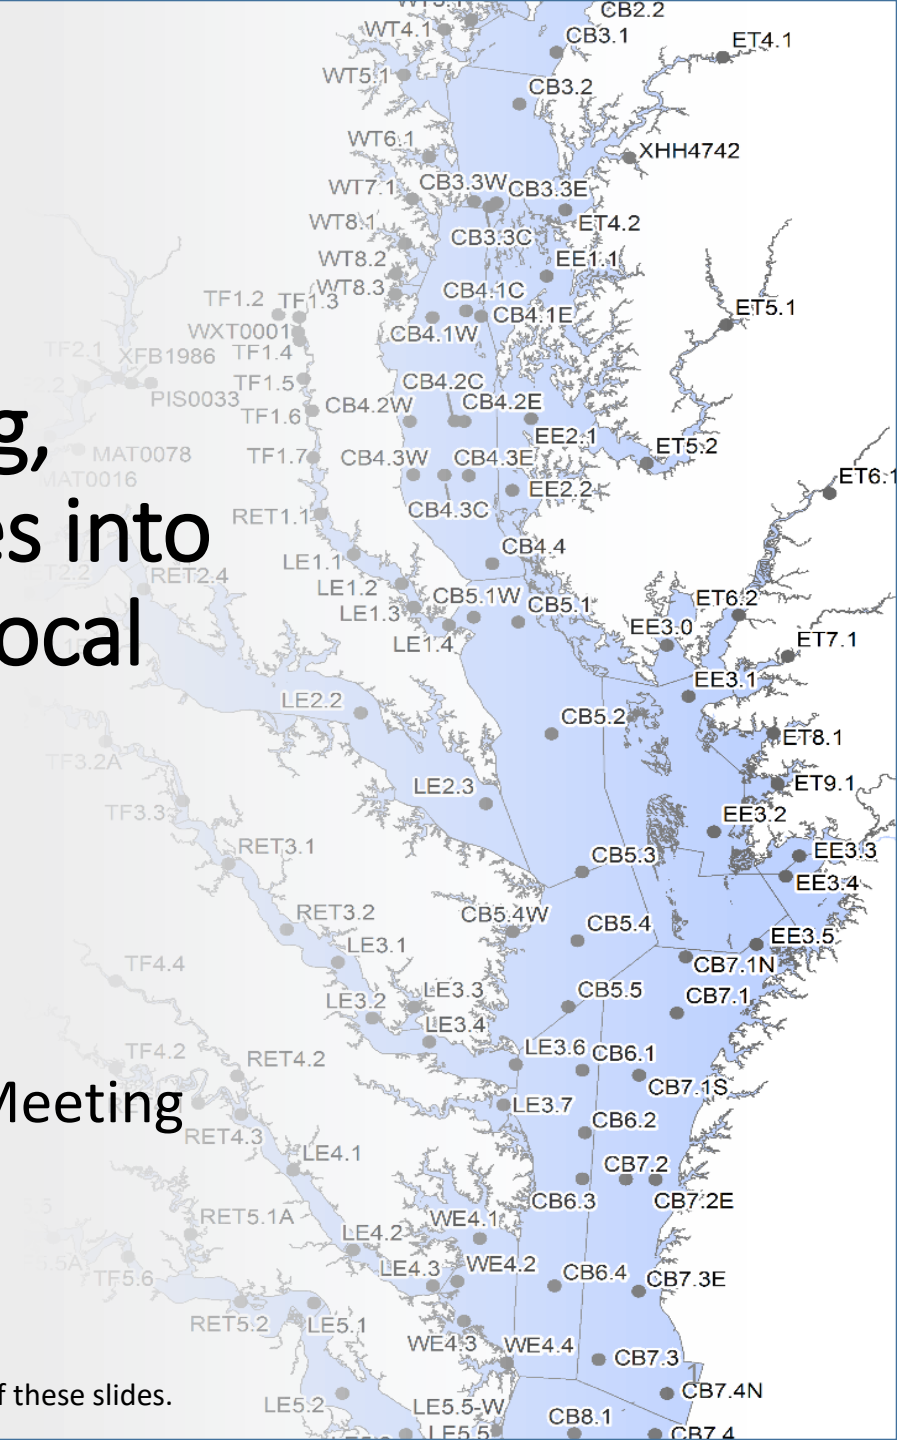 CB2.2
WT4.1
CB3.1
ET4.1
WT5.1
CB3.2
WT6.1
XHH4742
WT7.1
CB3.3W
CB3.3E
WT8.1
CB3.3C
ET4.2
WT8.2
EE1.1
WT8.3
CB4.1C
TF1.2
TF1.3
ET5.1
WXT0001
CB4.1W
CB4.1E
TF2.1
XFB1986
TF1.4
PIS0033
TF1.5
CB4.2C
TF1.6
CB4.2W
CB4.2E
g,
EE2.1
ET5.2
MAT0078
TF1.7
CB4.3W
CB4.3E
MAT0016
ET6.1
EE2.2
CB4.3C
RET1.1
es into
CB4.4
LE1.1
RET2.4
LE1.2
CB5.1W
CB5.1
ET6.2
LE1.3
EE3.0
ocal
LE1.4
ET7.1
EE3.1
LE2.2
CB5.2
ET8.1
TF3.2A
LE2.3
ET9.1
TF3.3
EE3.2
RET3.1
CB5.3
EE3.3
EE3.4
RET3.2
CB5.4W
CB5.4
LE3.1
EE3.5
TF4.4
CB7.1N
LE3.2
LE3.3
CB5.5
CB7.1
LE3.4
TF4.2
RET4.2
LE3.6
CB6.1
CB7.1S
Meeting
LE3.7
RET4.3
CB6.2
LE4.1
CB7.2
CB6.3
CB7.2E
RET5.1A
WE4.1
LE4.2
TF5.6
LE4.3
WE4.2
CB6.4
CB7.3E
RET5.2
LE5.1
WE4.3
WE4.4
CB7.3
f these slides.
CB7.4N
LE5.2
LE5.5-W
CB8.1
LE5.5
CB7.4